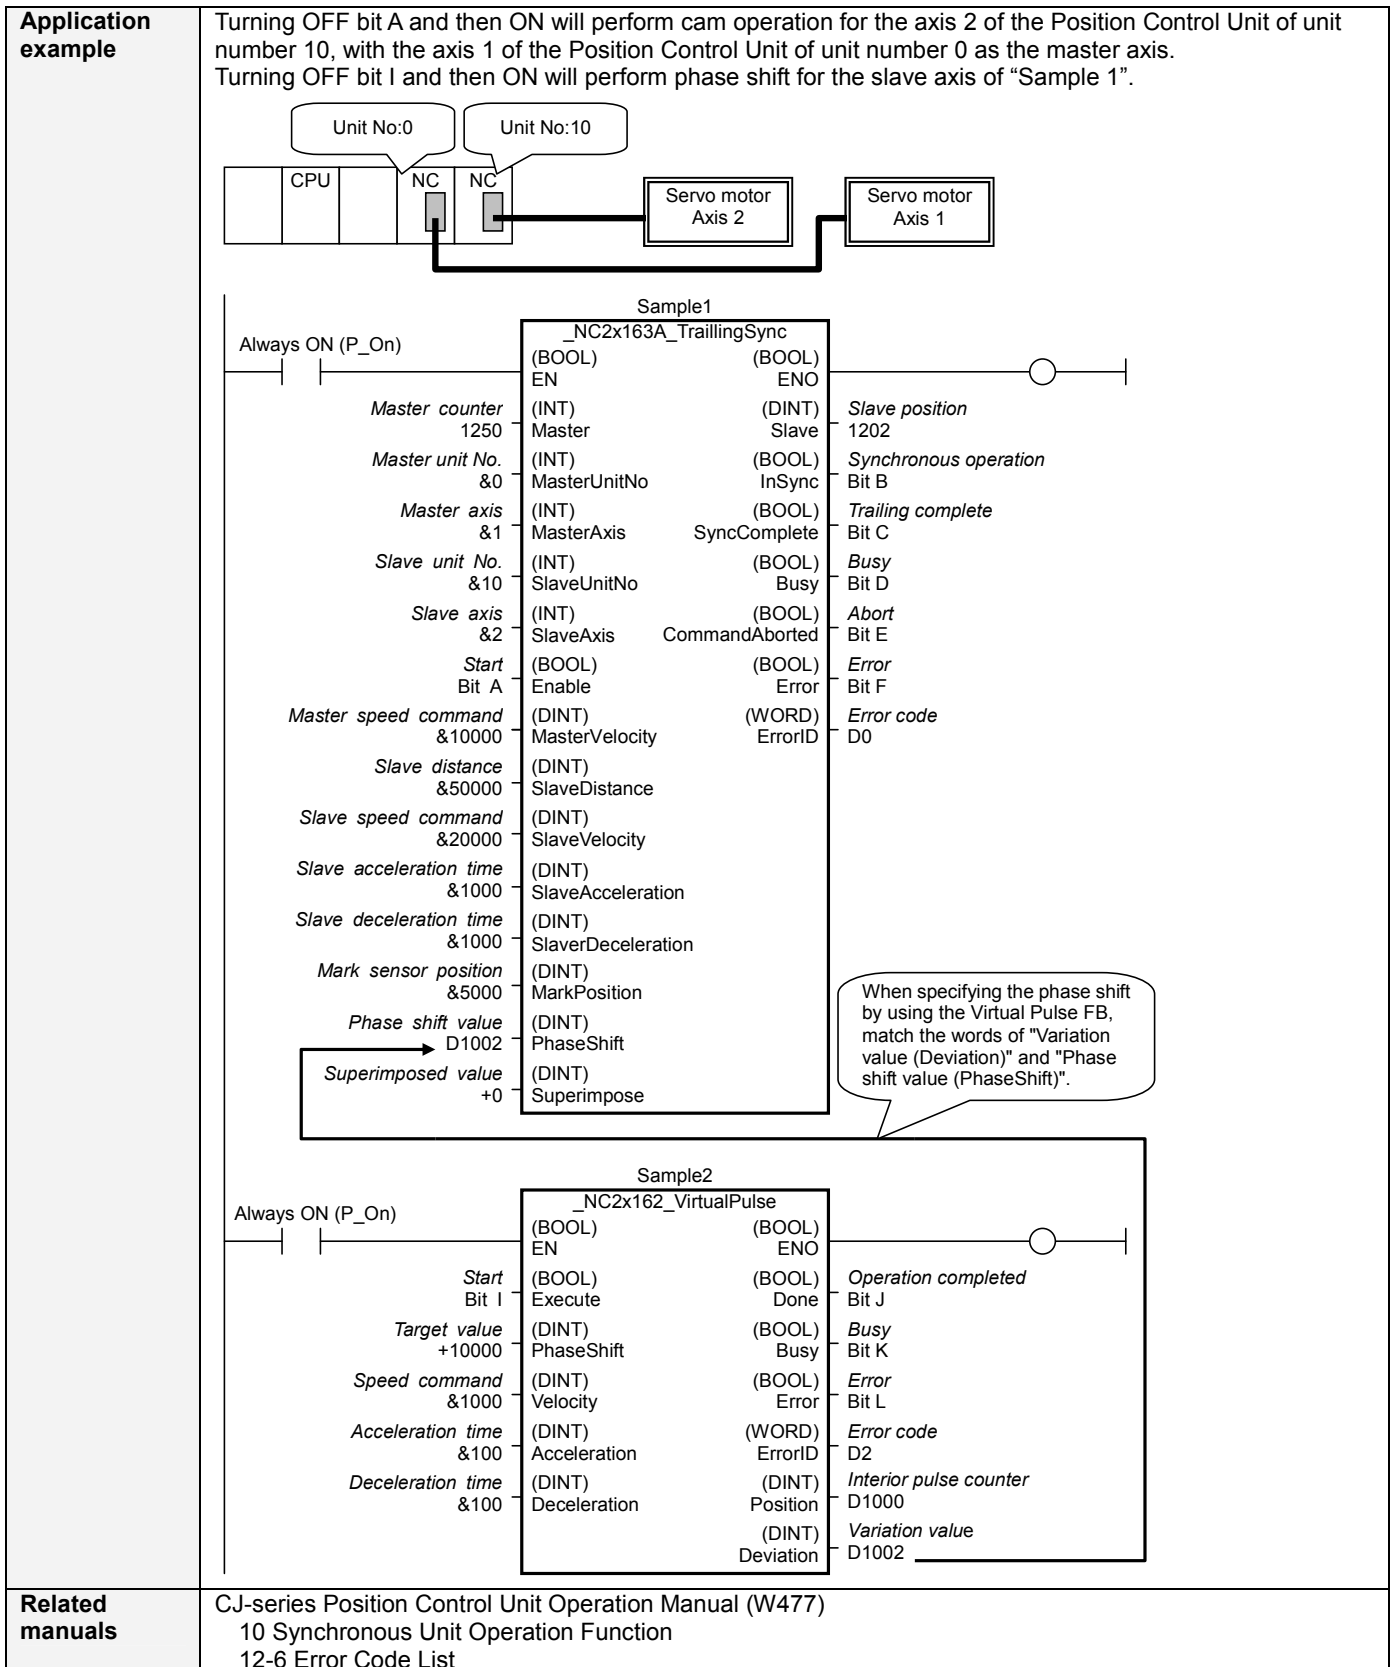 Application
example
Turning OFF bit A and then ON will perform cam operation for the axis 2 of the Position Control Unit of unit
number 10, with the axis 1 of the Position Control Unit of unit number 0 as the master axis.
Turning OFF bit I and then ON will perform phase shift for the slave axis of “Sample 1”.
Unit No:0
Unit No:10
CPU
NC
NC
Servo motor
Axis 2
Servo motor
Axis 1
Sample1
_NC2x163A_TraillingSync
Always ON (P_On)
(BOOL) (BOOL)
EN ENO
Master counter (INT) (DINT) Slave position
1250 Master Slave 1202
Master unit No. (INT) (BOOL) Synchronous operation
&0 MasterUnitNo InSync Bit B
Master axis (INT) (BOOL) Trailing complete
&1 MasterAxis SyncComplete Bit C
Slave unit No. (INT) (BOOL) Busy
&10 SlaveUnitNo Busy Bit D
Slave axis (INT) (BOOL) Abort
&2 SlaveAxis CommandAborted Bit E
Start (BOOL) (BOOL) Error
Bit A Enable Error Bit F
Master speed command (DINT) (WORD) Error code
&10000 MasterVelocity ErrorID D0
Slave distance (DINT)
&50000 SlaveDistance
Slave speed command (DINT)
&20000 SlaveVelocity
Slave acceleration time (DINT)
&1000 SlaveAcceleration
Slave deceleration time (DINT)
&1000 SlaverDeceleration
Mark sensor position (DINT)
&5000 MarkPosition
Phase shift value (DINT)
D1002 PhaseShift
Superimposed value (DINT)
+0 Superimpose
When specifying the phase shift
by using the Virtual Pulse FB,
match the words of "Variation
value (Deviation)" and "Phase
shift value (PhaseShift)".
Sample2
_NC2x162_VirtualPulse
Always ON (P_On)
(BOOL) (BOOL)
EN ENO
Start (BOOL) (BOOL) Operation completed
Bit I Execute Done Bit J
Target value (DINT) (BOOL) Busy
+10000 PhaseShift Busy Bit K
Speed command (DINT) (BOOL) Error
&1000 Velocity Error Bit L
Acceleration time (DINT) (WORD) Error code
&100 Acceleration ErrorID D2
Deceleration time (DINT) (DINT) Interior pulse counter
&100 Deceleration Position D1000
(DINT) Variation value
Deviation D1002
Related
manuals
CJ-series Position Control Unit Operation Manual (W477)
10 Synchronous Unit Operation Function
12-6 Error Code List